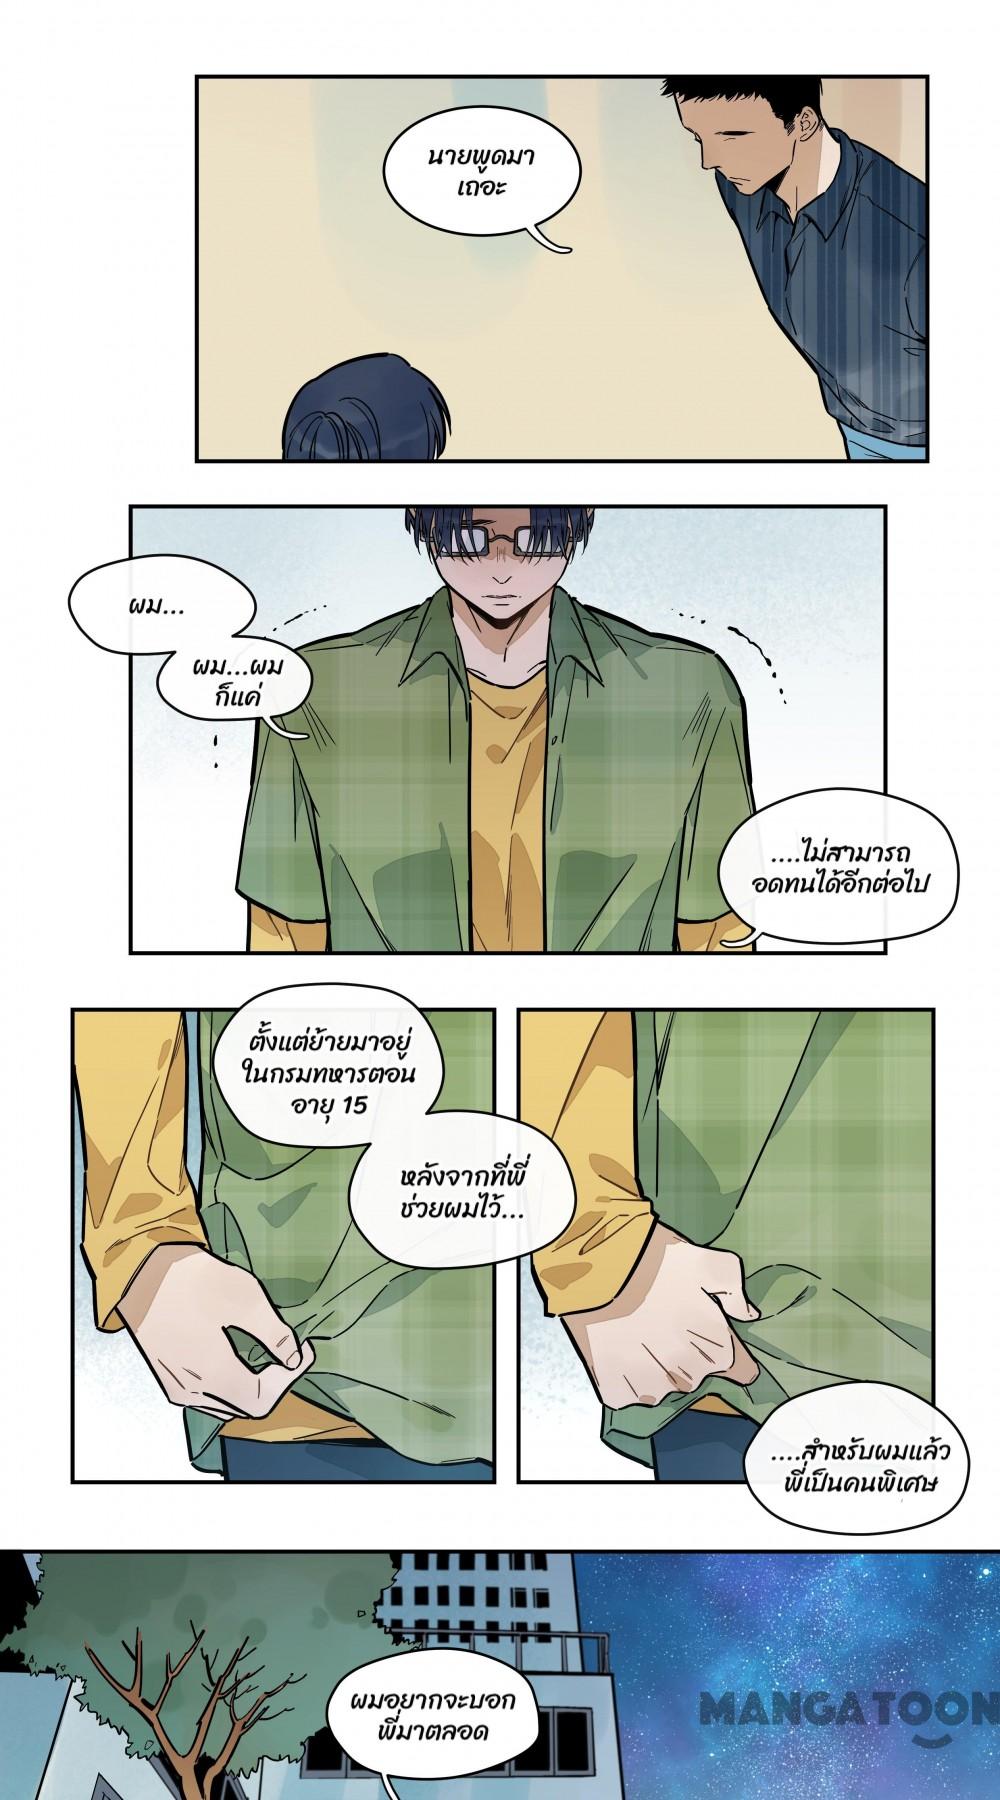 นายพูดมา
เถอะ
ผม...
ผม...ผม
ก็แค่
....ไม่สามารถ
อดทนได้อีกต่อไป
ตั้งแต่ย้ายมาอยู่
ในกรมทหารตอน
อายุ 15
หลังจากที่พี่
ช่วยผมไว้...
....สำหรับผมแล้ว
พี่เป็นคนพิเศษ
ผมอยากจะบอก
พี่มาตลอด
MANGATOON